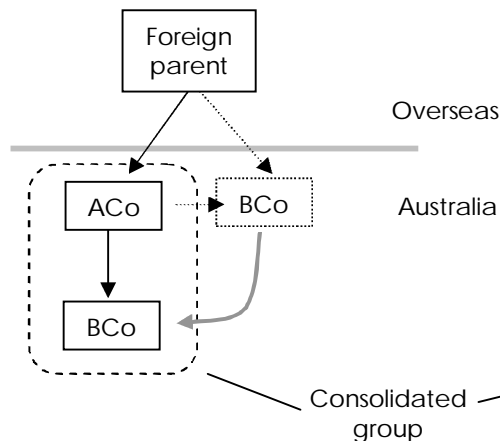 Foreign
parent
Overseas
ACo
BCo
Australia
BCo
Consolidated
group